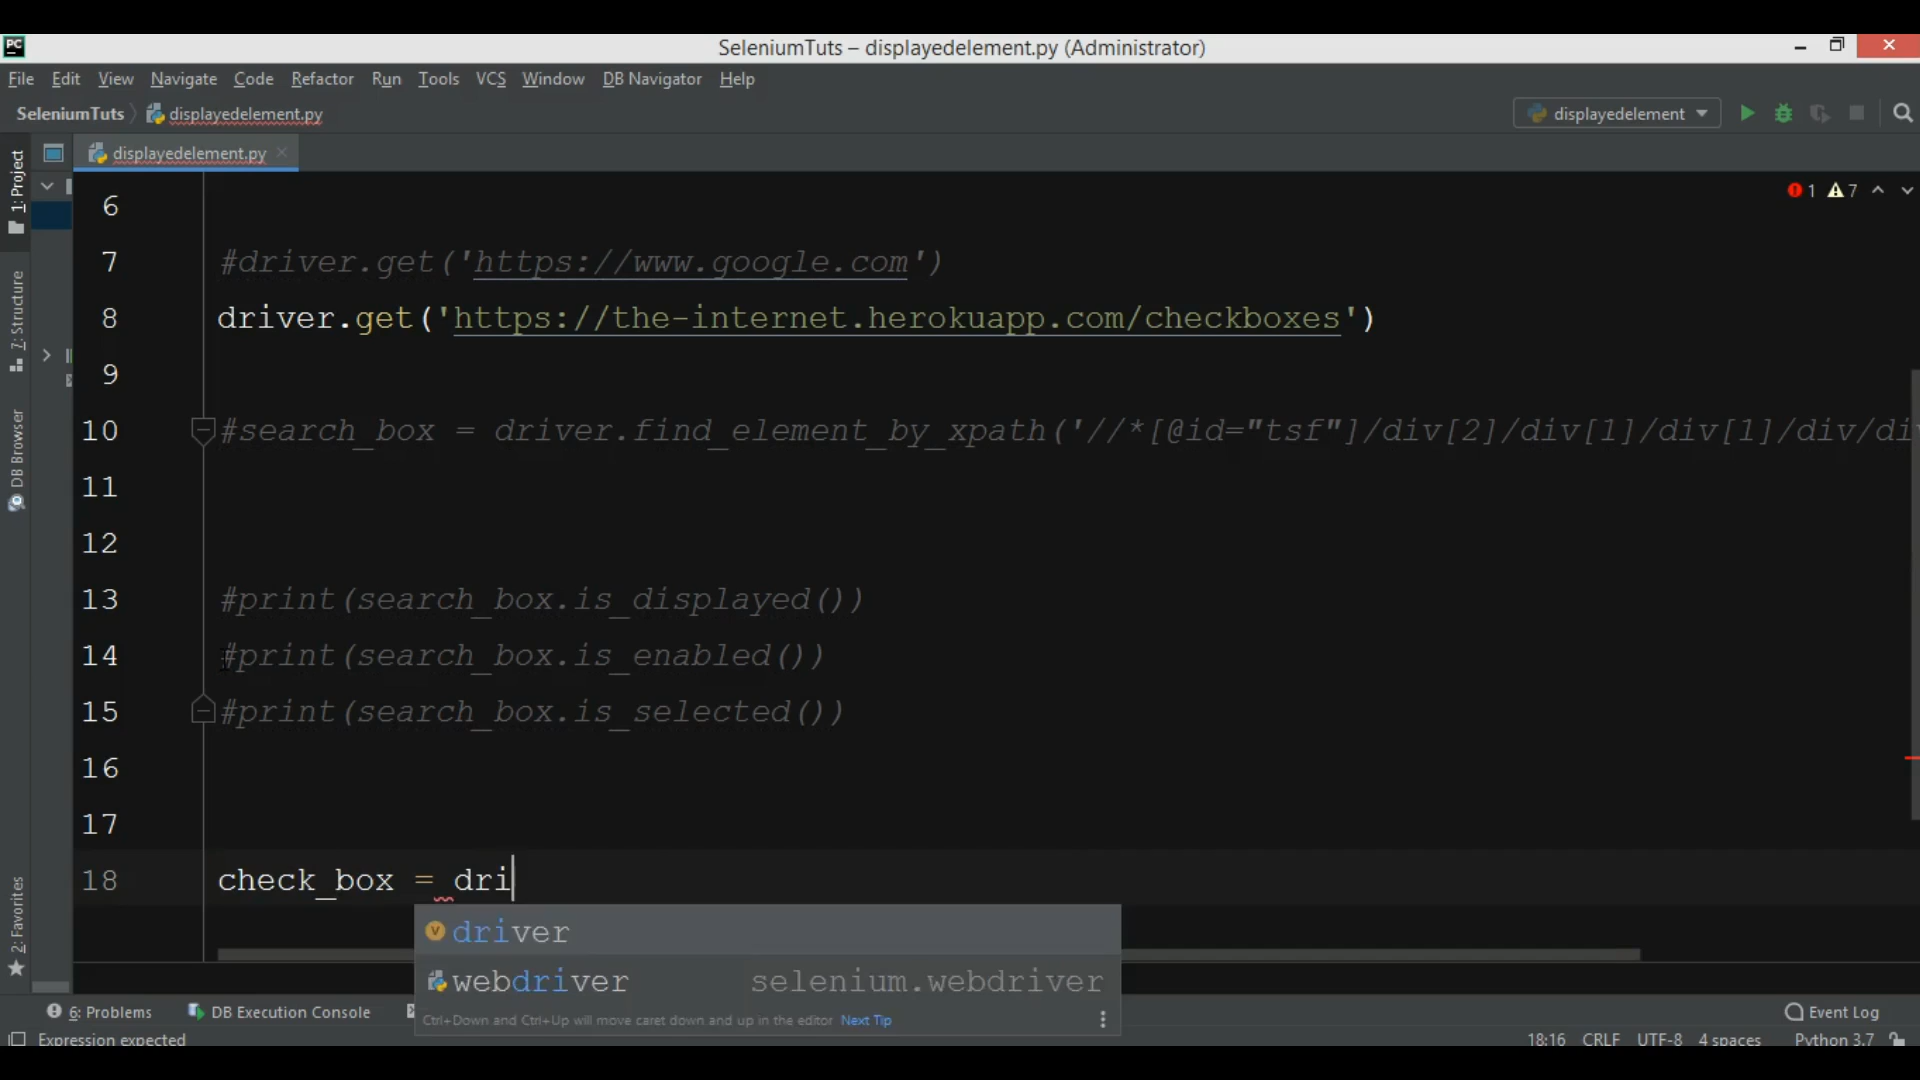 PC SeleniumTuts – displayedelement.py (Administrator)
File Edit View Navigate Code Refactor Run Tools VCS Window DB Navigator Help
SeleniumTuts displayedelement.py displayedelement
1: Project displayedelement.py
7: Structure
DB Browser
2: Favorites
1 7
6
7 #driver.get('https://www.google.com')
8 driver.get('https://the-internet.herokuapp.com/checkboxes')
9
10 #search_box = driver.find_element_by_xpath('//*[@id="tsf"]/div[2]/div[1]/div[1]/div/di
11
12
13 #print(search_box.is_displayed())
14 #print(search_box.is_enabled())
15 #print(search_box.is_selected())
16
17
18 check_box = dri
v driver
webdriver selenium.webdriver
Ctrl+Down and Ctrl+Up will move caret down and up in the editor Next Tip
6: Problems DB Execution Console Event Log
Expression expected 18:16 CRLF UTF-8 4 spaces Python 3.7